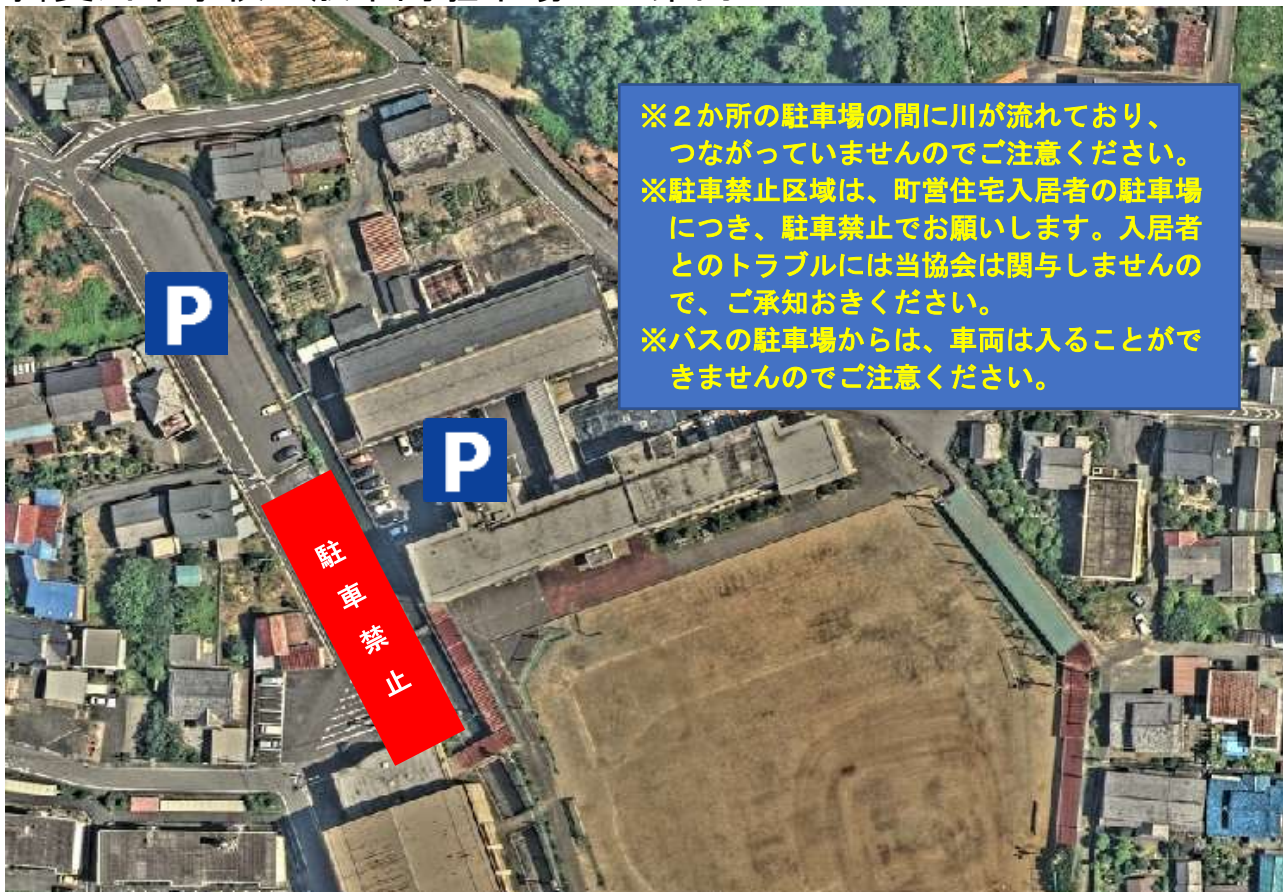 ※２か所の駐車場の間に川が流れており、
つながっていませんのでご注意ください。
※駐車禁止区域は、町営住宅入居者の駐車場
につき、駐車禁止でお願いします。入居者
とのトラブルには当協会は関与しませんの
で、ご承知おきください。
※バスの駐車場からは、車両は入ることがで
きませんのでご注意ください。
P
P
駐車禁止